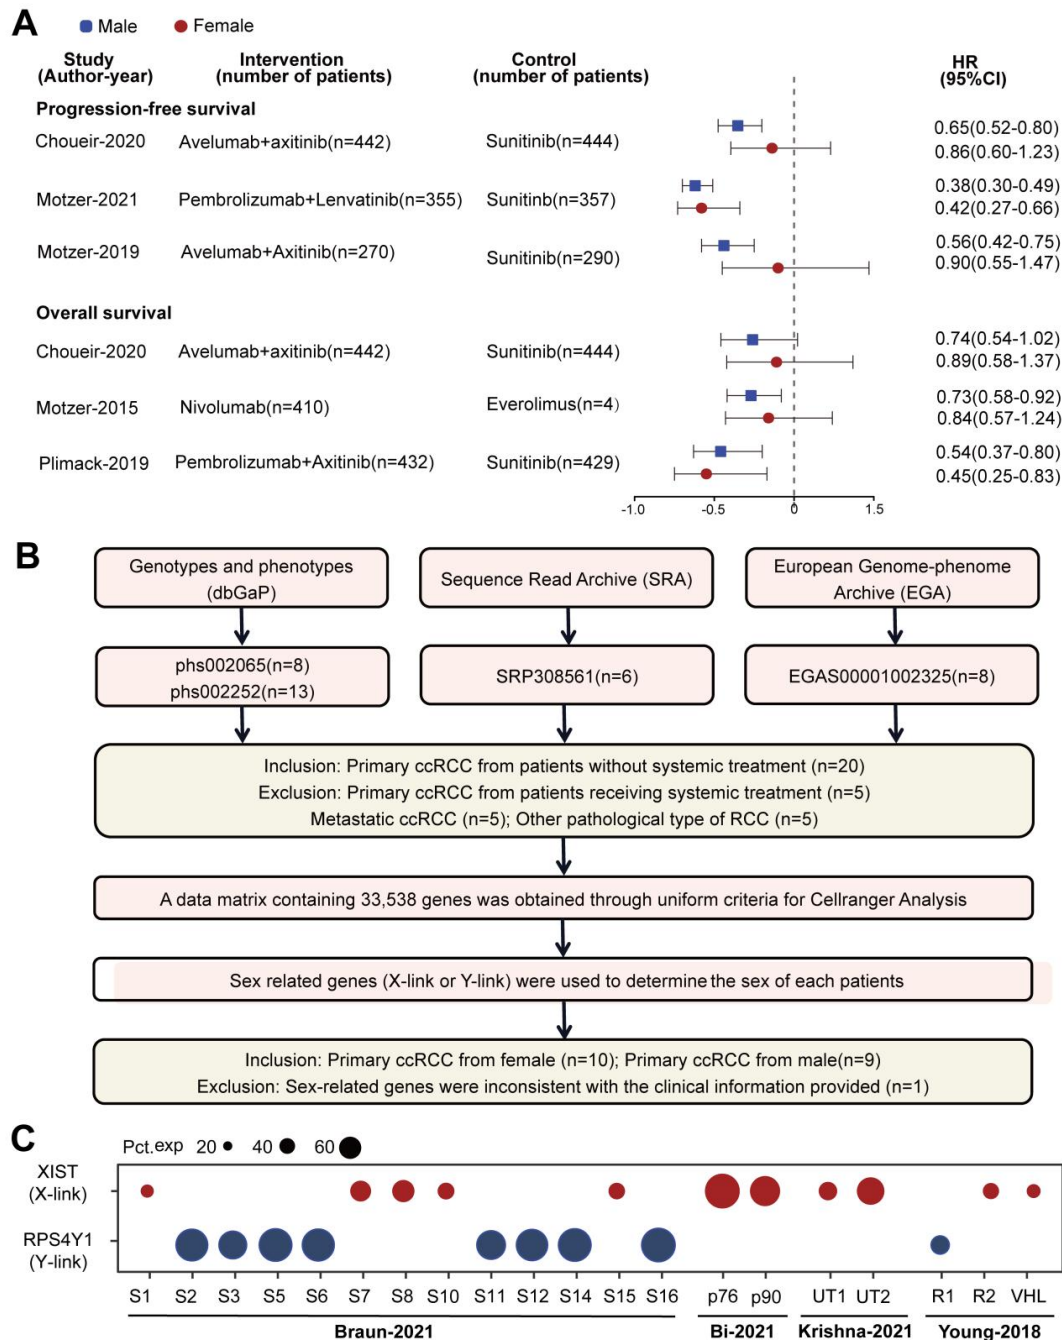 A
Male Female
Study Intervention Control HR
(Author-year) (number of patients) (number of patients) (95%CI)
Progression-free survival
Choueir-2020 Avelumab+axitinib(n=442) Sunitinib(n=444) 0.65(0.52-0.80)
0.86(0.60-1.23)
Motzer-2021 Pembrolizumab+Lenvatinib(n=355) Sunitinb(n=357) 0.38(0.30-0.49)
0.42(0.27-0.66)
Motzer-2019 Avelumab+Axitinib(n=270) Sunitinib(n=290) 0.56(0.42-0.75)
0.90(0.55-1.47)
Overall survival
Choueir-2020 Avelumab+axitinib(n=442) Sunitinib(n=444) 0.74(0.54-1.02)
0.89(0.58-1.37)
Motzer-2015 Nivolumab(n=410) Everolimus(n=4) 0.73(0.58-0.92)
0.84(0.57-1.24)
Plimack-2019 Pembrolizumab+Axitinib(n=432) Sunitinib(n=429) 0.54(0.37-0.80)
0.45(0.25-0.83)
-1.0 -0.5 0 1.5
B
Genotypes and phenotypes
(dbGaP)
Sequence Read Archive (SRA)
European Genome-phenome
Archive (EGA)
phs002065(n=8)
phs002252(n=13)
SRP308561(n=6)
EGAS00001002325(n=8)
Inclusion: Primary ccRCC from patients without systemic treatment (n=20)
Exclusion: Primary ccRCC from patients receiving systemic treatment (n=5)
Metastatic ccRCC (n=5); Other pathological type of RCC (n=5)
A data matrix containing 33,538 genes was obtained through uniform criteria for Cellranger Analysis
Sex related genes (X-link or Y-link) were used to determine the sex of each patients
Inclusion: Primary ccRCC from female (n=10); Primary ccRCC from male(n=9)
Exclusion: Sex-related genes were inconsistent with the clinical information provided (n=1)
C
Pct.exp 20 40 60
XIST
(X-link)
RPS4Y1
(Y-link)
S1 S2 S3 S5 S6 S7 S8 S10 S11 S12 S14 S15 S16 p76 p90 UT1 UT2 R1 R2 VHL
Braun-2021 Bi-2021 Krishna-2021 Young-2018